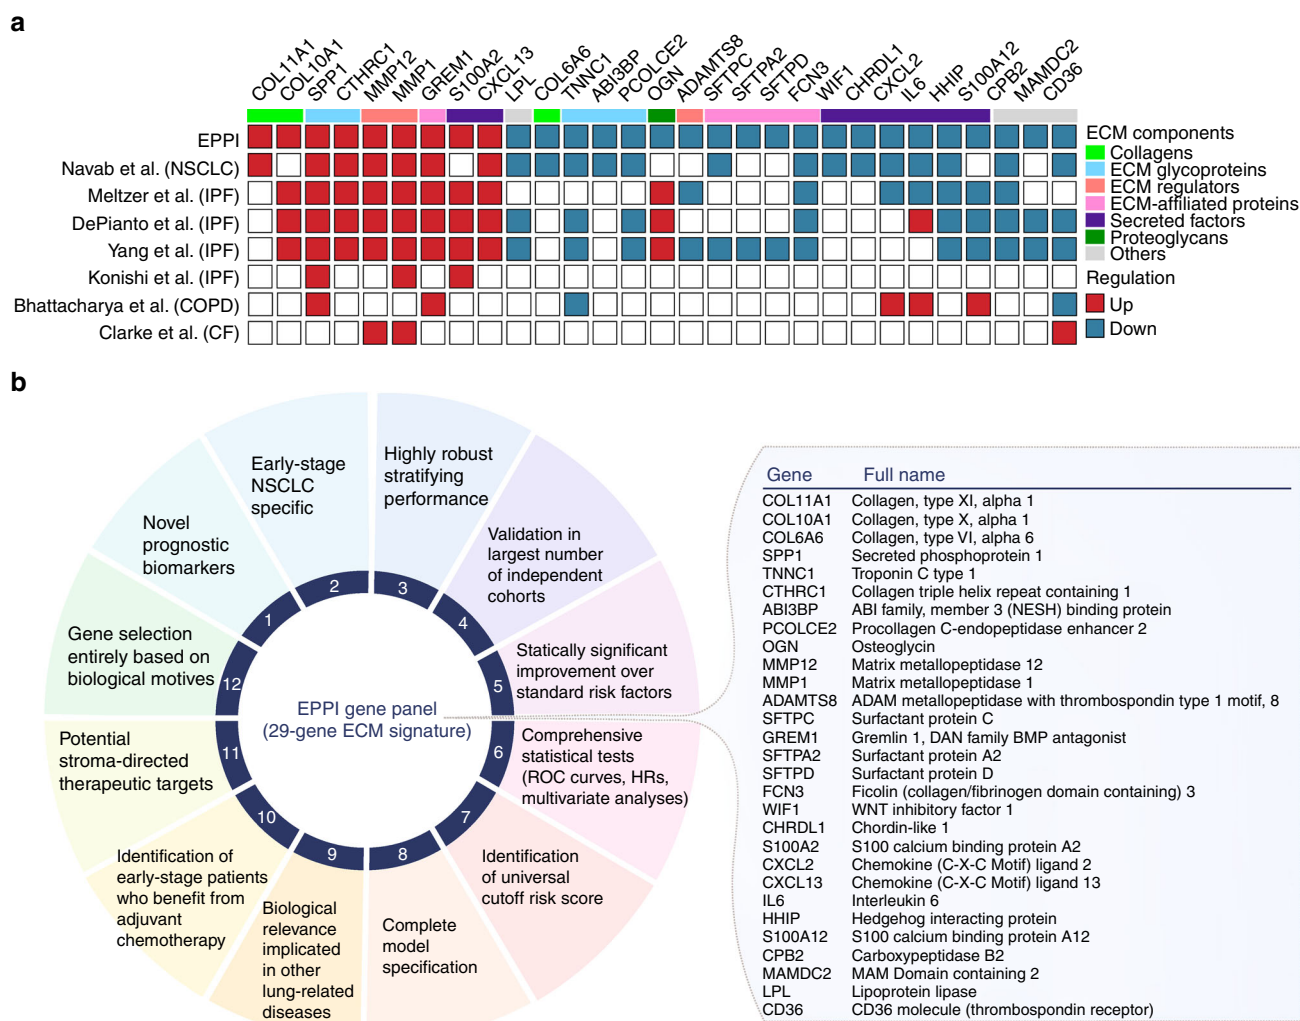 a
COL11A1
COL10A1
SPP1
CTHRC1
MMP12
MMP1
GREM1
S100A2
CXCL13
LPL
COL6A6
TNNC1
ABI3BP
PCOLCE2
OGN
ADAMTS8
SFTPC
SFTPA2
SFTPD
FCN3
WIF1
CHRDL1
CXCL2
IL6
HHIP
S100A12
CPB2
MAMDC2
CD36
EPPI
Navab et al. (NSCLC)
Meltzer et al. (IPF)
DePianto et al. (IPF)
Yang et al. (IPF)
Konishi et al. (IPF)
Bhattacharya et al. (COPD)
Clarke et al. (CF)
ECM components
Collagens
ECM glycoproteins
ECM regulators
ECM-affiliated proteins
Secreted factors
Proteoglycans
Others
Regulation
Up
Down
b
Novel
prognostic
biomarkers
1
Early-stage
NSCLC
specific
2
Highly robust
stratifying
performance
3
Validation in
largest number
of independent
cohorts
4
Statically significant
improvement over
standard risk factors
5
Comprehensive
statistical tests
(ROC curves, HRs,
multivariate analyses)
6
Identification
of universal
cutoff risk score
7
Complete
model
specification
8
Biological
relevance
implicated
in other
lung-related
diseases
9
Identification of
early-stage patients
who benefit from
adjuvant
chemotherapy
10
Potential
stroma-directed
therapeutic targets
11
Gene selection
entirely based on
biological motives
12
EPPI gene panel
(29-gene ECM signature)
Gene Full name
COL11A1 Collagen, type XI, alpha 1
COL10A1 Collagen, type X, alpha 1
COL6A6 Collagen, type VI, alpha 6
SPP1 Secreted phosphoprotein 1
TNNC1 Troponin C type 1
CTHRC1 Collagen triple helix repeat containing 1
ABI3BP ABI family, member 3 (NESH) binding protein
PCOLCE2 Procollagen C-endopeptidase enhancer 2
OGN Osteoglycin
MMP12 Matrix metallopeptidase 12
MMP1 Matrix metallopeptidase 1
ADAMTS8 ADAM metallopeptidase with thrombospondin type 1 motif, 8
SFTPC Surfactant protein C
GREM1 Gremlin 1, DAN family BMP antagonist
SFTPA2 Surfactant protein A2
SFTPD Surfactant protein D
FCN3 Ficolin (collagen/fibrinogen domain containing) 3
WIF1 WNT inhibitory factor 1
CHRDL1 Chordin-like 1
S100A2 S100 calcium binding protein A2
CXCL2 Chemokine (C-X-C Motif) ligand 2
CXCL13 Chemokine (C-X-C Motif) ligand 13
IL6 Interleukin 6
HHIP Hedgehog interacting protein
S100A12 S100 calcium binding protein A12
CPB2 Carboxypeptidase B2
MAMDC2 MAM Domain containing 2
LPL Lipoprotein lipase
CD36 CD36 molecule (thrombospondin receptor)